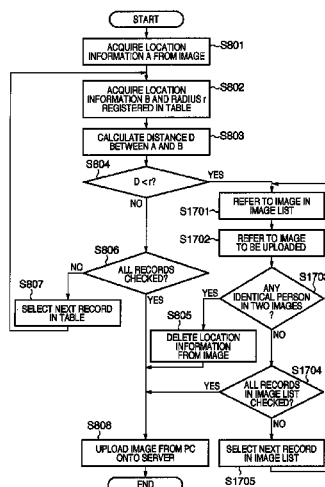 START
S801
ACQUIRE LOCATION
INFORMATION A FROM IMAGE
S802
ACQUIRE LOCATION
INFORMATION B AND RADIUS r
REGISTERED IN TABLE
S803
CALCULATE DISTANCE D
BETWEEN A AND B
S804
D < r?
YES
NO
S1701
REFER TO IMAGE IN
IMAGE LIST
S1702
REFER TO IMAGE
TO BE UPLOADED
S806
ALL RECORDS
CHECKED?
NO
YES
S807
SELECT NEXT RECORD
IN TABLE
S1703
ANY
IDENTICAL PERSON
IN TWO IMAGES
?
YES
NO
S805
DELETE LOCATION
INFORMATION
FROM IMAGE
S1704
ALL RECORDS
IN IMAGE LIST
CHECKED?
YES
NO
S808
UPLOAD IMAGE FROM PC
ONTO SERVER
SELECT NEXT RECORD
IN IMAGE LIST
S1705
END